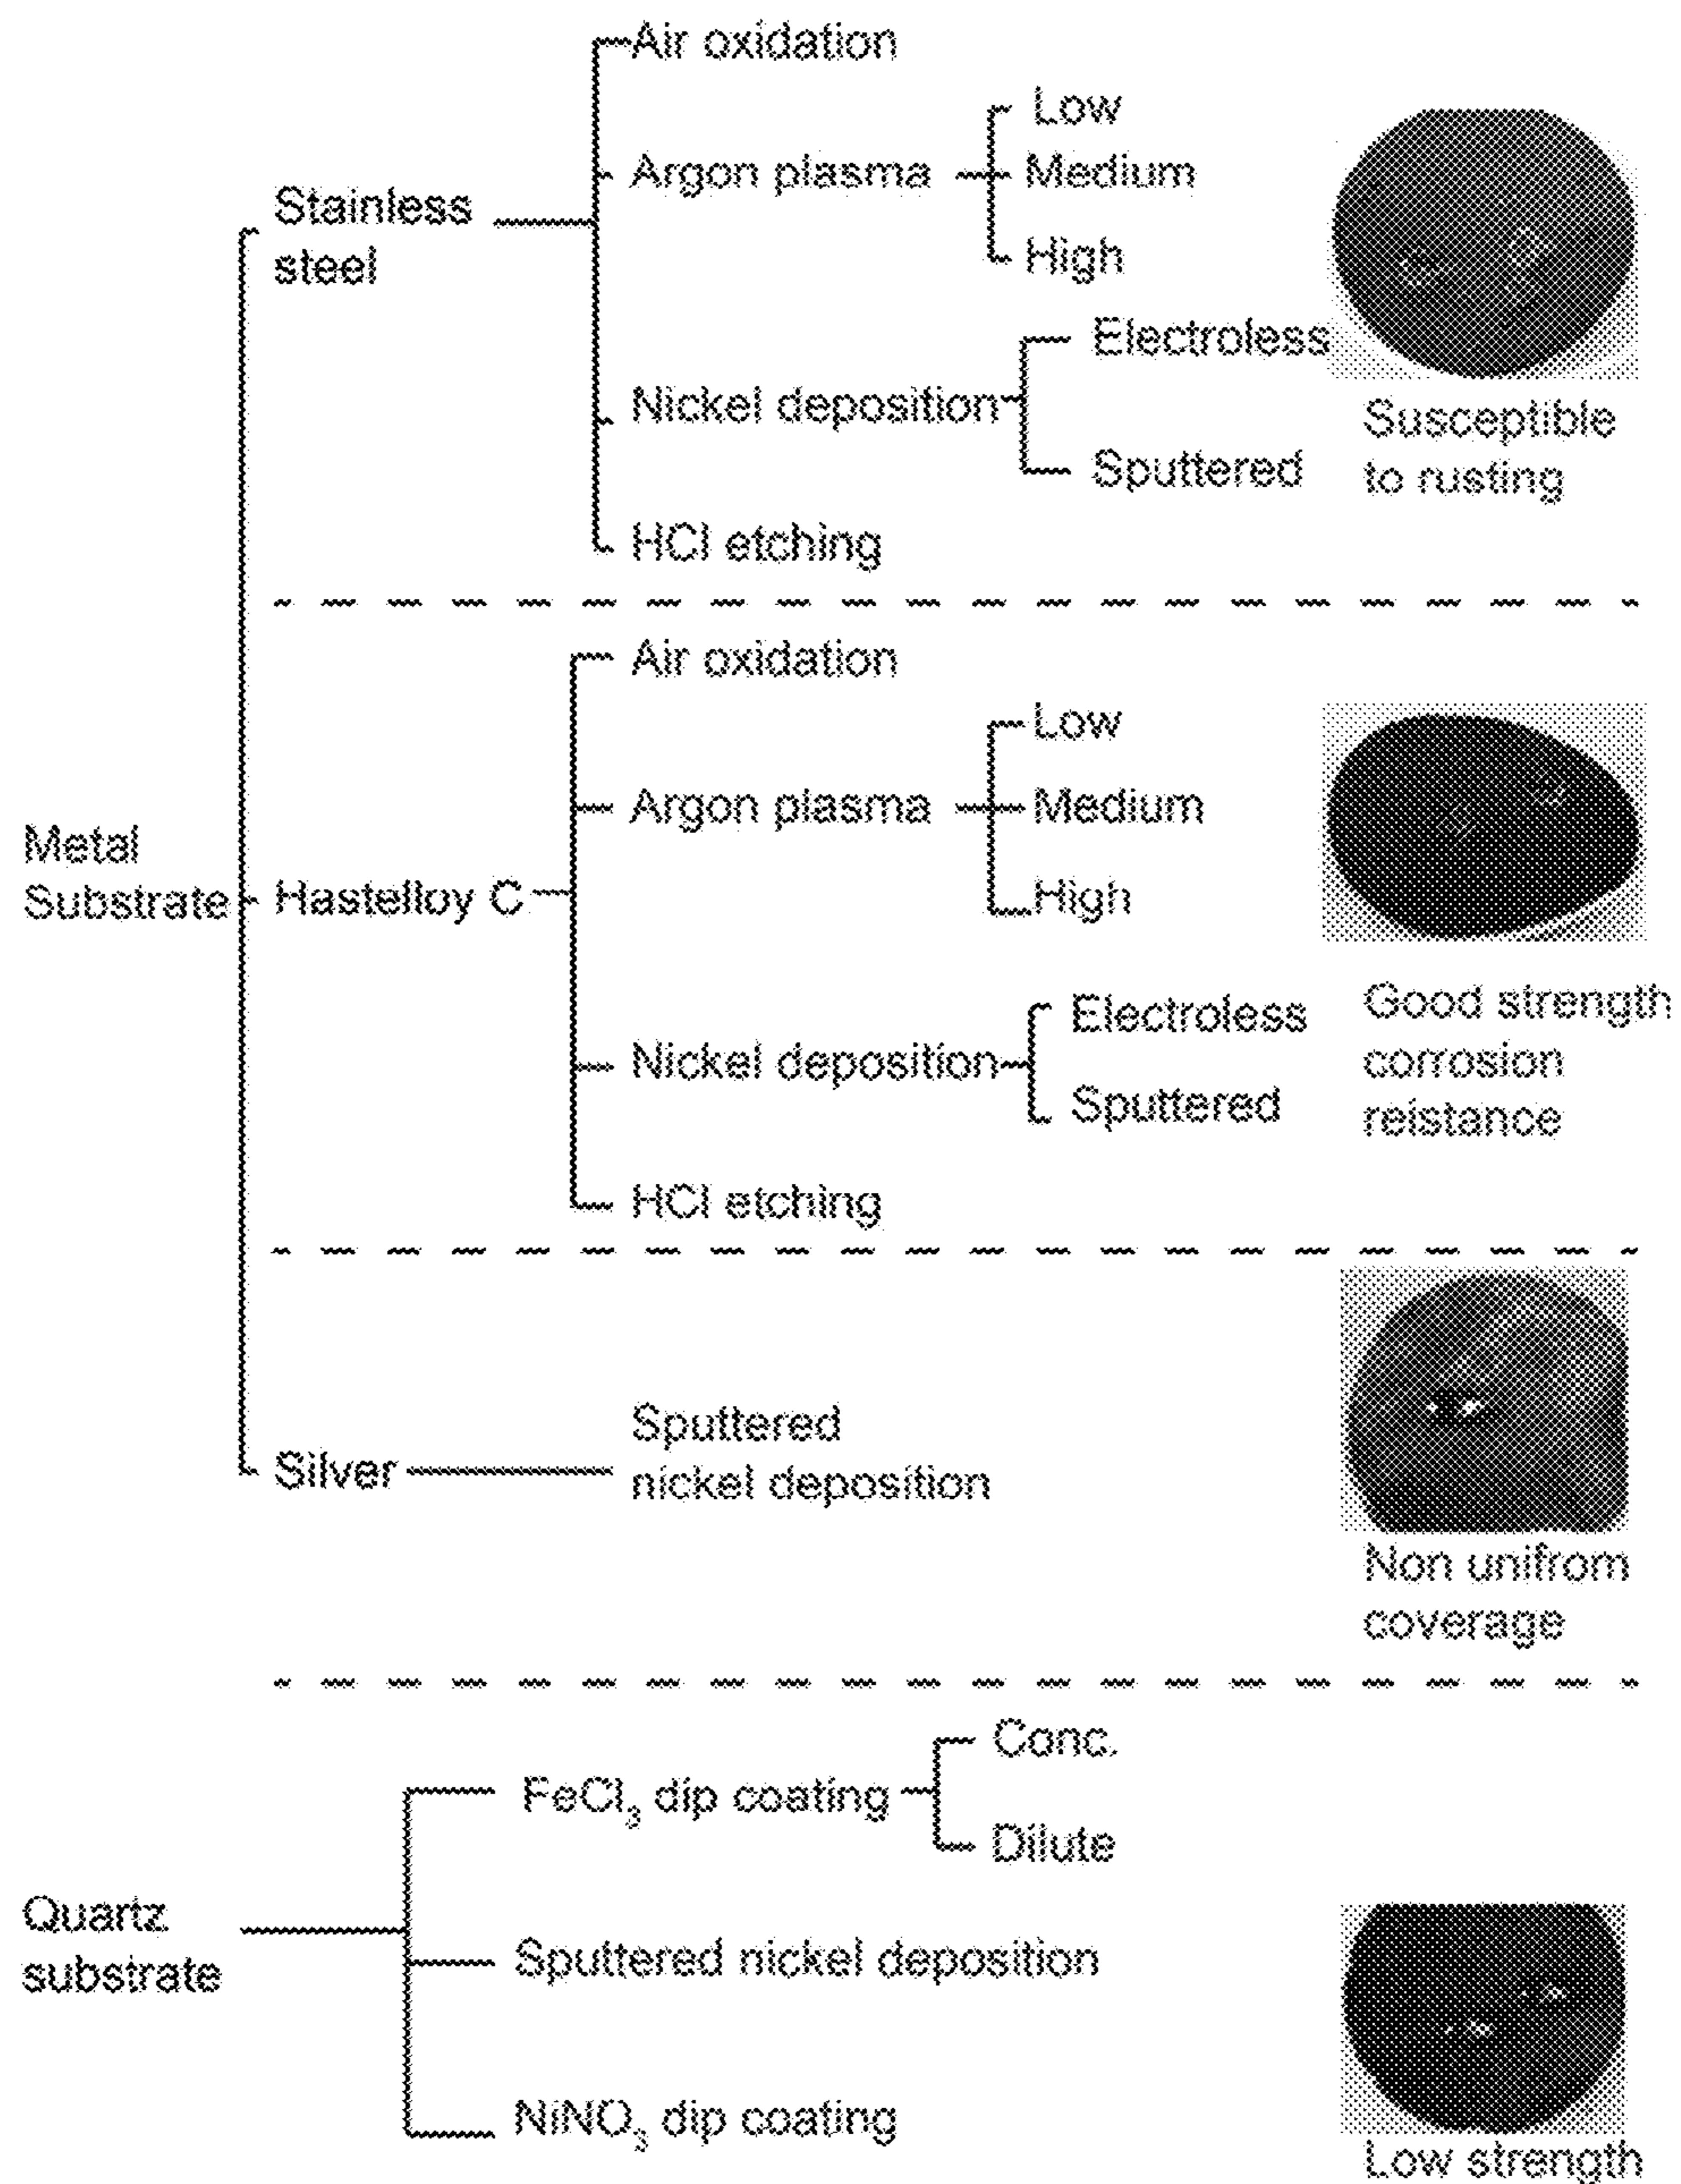 Metal
Substrate
Stainless
steel
Air oxidation
Argon plasma
Low
Medium
High
Nickel deposition
Electroless
Sputtered
HCl etching
Susceptible
to rusting
Hastelloy C
Air oxidation
Argon plasma
Low
Medium
High
Nickel deposition
Electroless
Sputtered
HCl etching
Good strength
corrosion
reistance
Silver
Sputtered
nickel deposition
Non unifrom
coverage
Quartz
substrate
FeCl₃ dip coating
Conc.
Dilute
Sputtered nickel deposition
NiNO₃ dip coating
Low strength